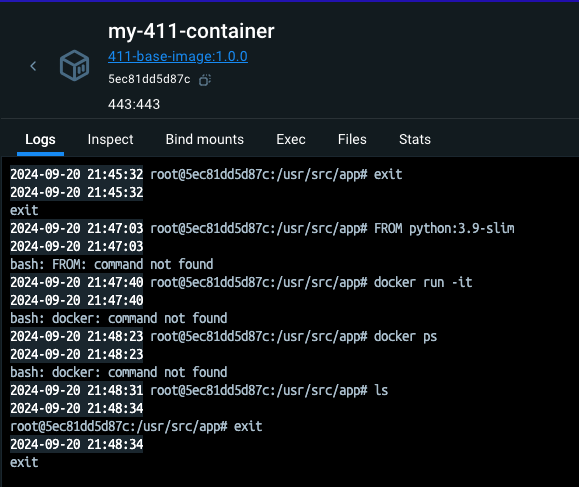 my-411-container
411-base-image:1.0.0
5ec81dd5d87c
443:443
Logs Inspect Bind mounts Exec Files Stats
2024-09-20 21:45:32 root@5ec81dd5d87c:/usr/src/app# exit
2024-09-20 21:45:32
exit
2024-09-20 21:47:03 root@5ec81dd5d87c:/usr/src/app# FROM python:3.9-slim
2024-09-20 21:47:03
bash: FROM: command not found
2024-09-20 21:47:40 root@5ec81dd5d87c:/usr/src/app# docker run -it
2024-09-20 21:47:40
bash: docker: command not found
2024-09-20 21:48:23 root@5ec81dd5d87c:/usr/src/app# docker ps
2024-09-20 21:48:23
bash: docker: command not found
2024-09-20 21:48:31 root@5ec81dd5d87c:/usr/src/app# ls
2024-09-20 21:48:34
root@5ec81dd5d87c:/usr/src/app# exit
2024-09-20 21:48:34
exit